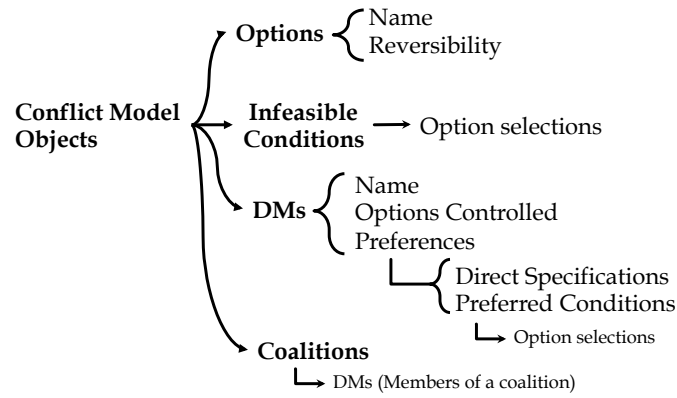 Options
Name
Reversibility
Conflict Model
Objects
Infeasible
Conditions
Option selections
DMs
Name
Options Controlled
Preferences
Direct Specifications
Preferred Conditions
Option selections
Coalitions
DMs (Members of a coalition)